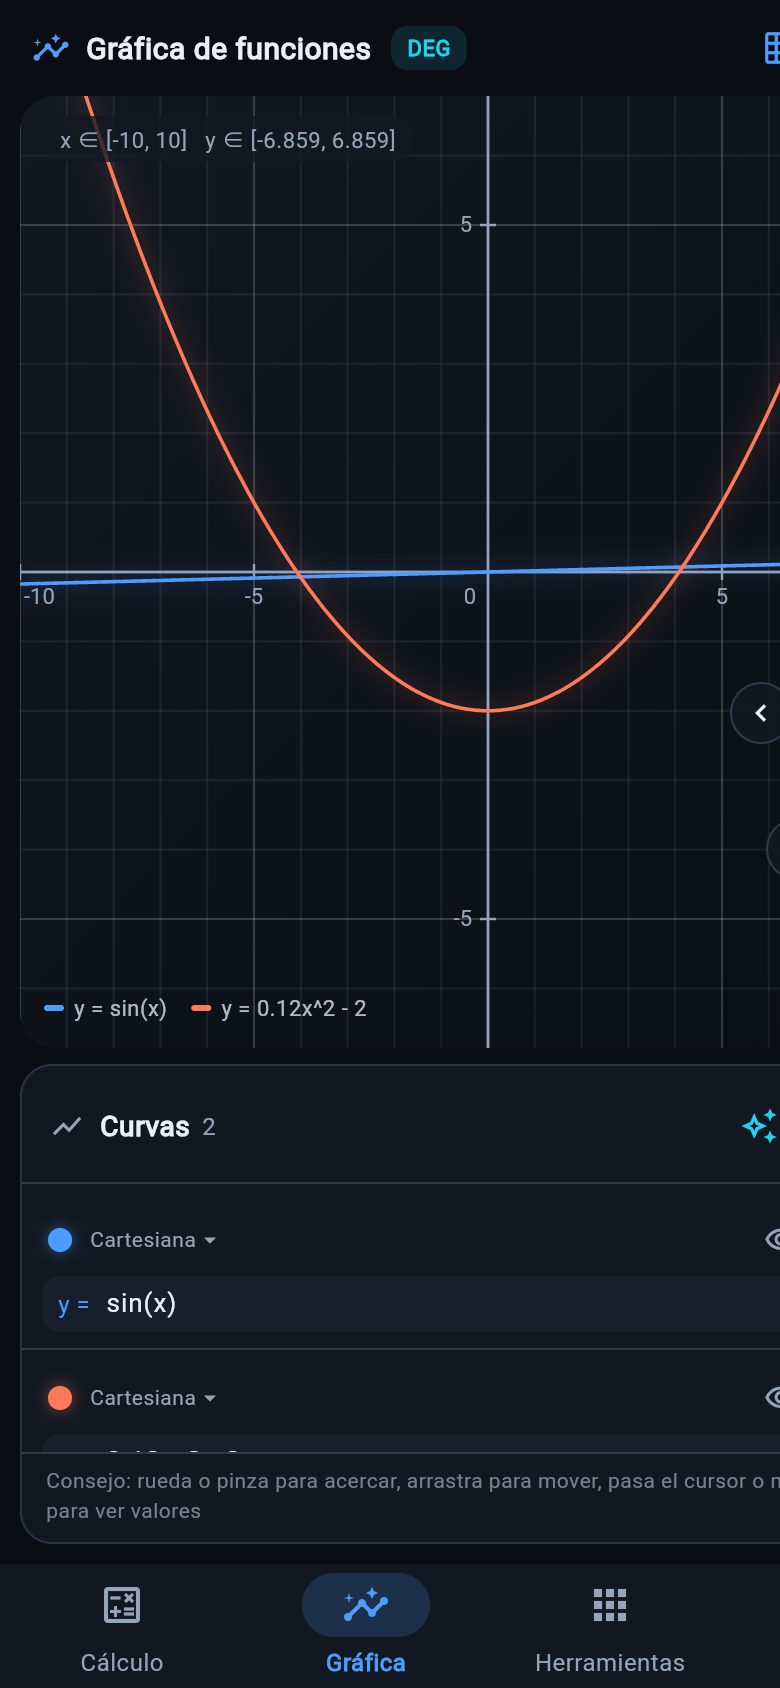 Gráfica de funciones DEG
x ∈ [-10, 10] y ∈ [-6.859, 6.859]
5
-10 -5 0 5
-5
y = sin(x) y = 0.12x^2 - 2
Curvas 2
Cartesiana
y = sin(x)
Cartesiana
Consejo: rueda o pinza para acercar, arrastra para mover, pasa el cursor o
para ver valores
Cálculo Gráfica Herramientas